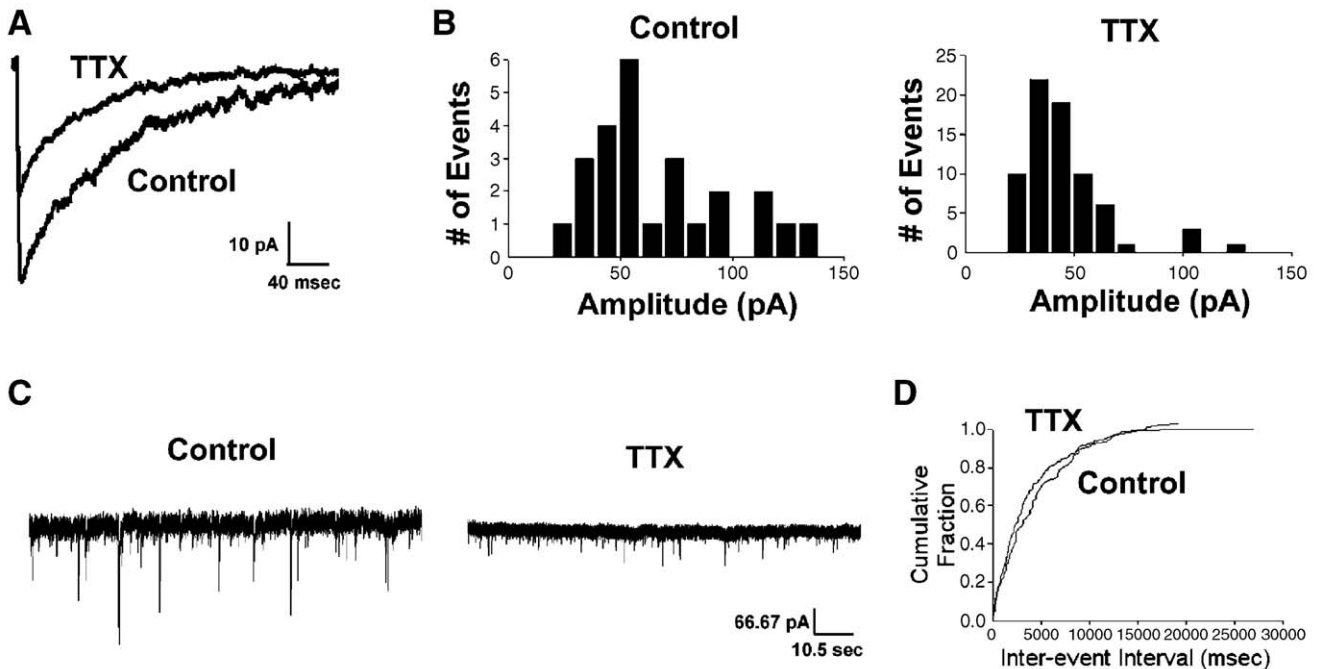 A
TTX
Control
10 pA
40 msec
B
Control
# of Events
6
5
4
3
2
1
0
0 50 100 150
Amplitude (pA)
TTX
# of Events
25
20
15
10
5
0
0 50 100 150
Amplitude (pA)
C
Control
TTX
66.67 pA
10.5 sec
D
TTX
Control
Cumulative
Fraction
1.0
0.8
0.6
0.4
0.2
0.0
0 5000 10000 15000 20000 25000 30000
Inter-event Interval (msec)